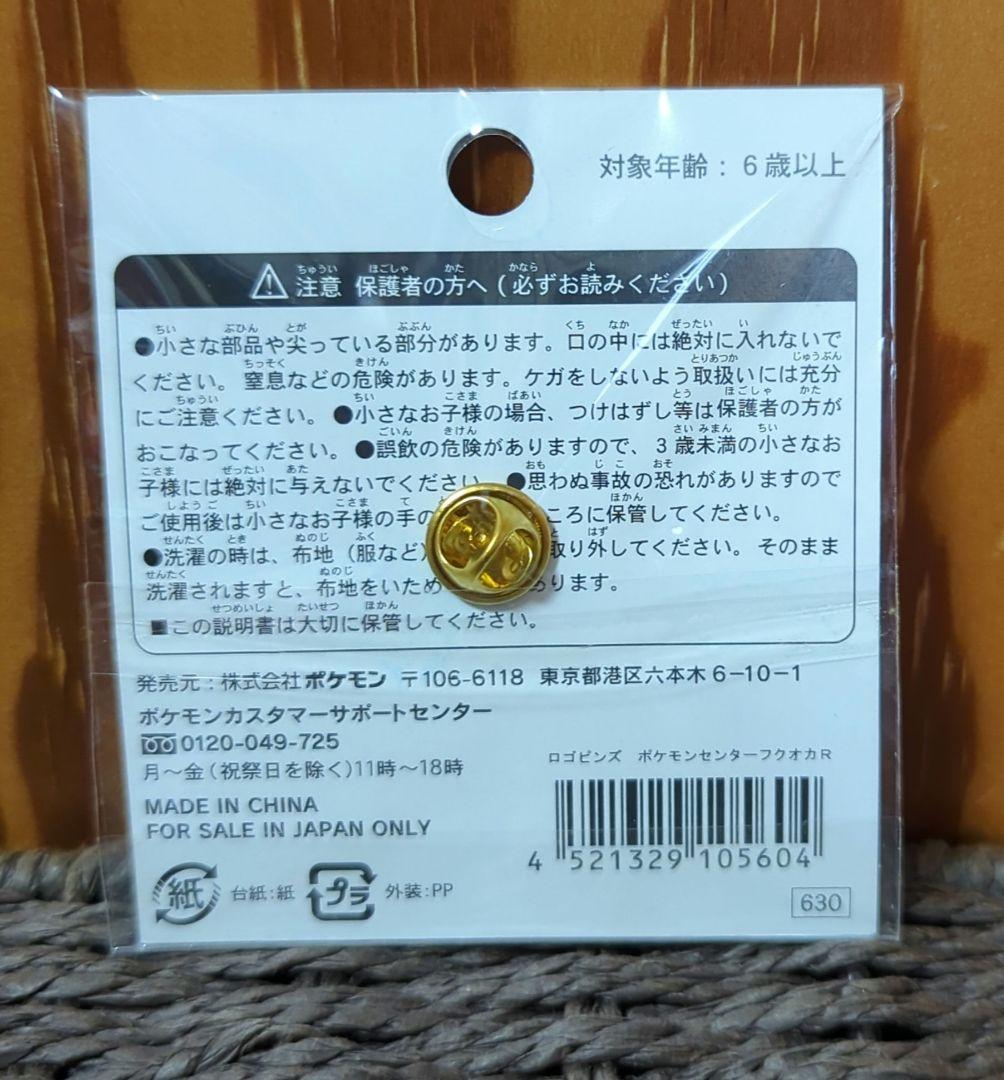 対象年齢：6歳以上
注意 保護者の方へ(必ずお読みください)
●小さな部品や尖っている部分があります。口の中には絶対に入れないで
ください。窒息などの危険があります。ケガをしないよう取扱いには充分
にご注意ください。●小さなお子様の場合、つけはずし等は保護者の方が
おこなってください。●誤飲の危険がありますので、3歳未満の小さなお
子様には絶対に与えないでください。●思わぬ事故の恐れがありますので
ご使用後は小さなお子様の手の ころに保管してください。
●洗濯の時は、布地（服など） 取り外してください。そのまま
洗濯されますと、布地をいため あります。
■この説明書は大切に保管してください。
発売元：株式会社ポケモン 〒106-6118 東京都港区六本木6-10-1
ポケモンカスタマーサポートセンター
0120-049-725
月〜金(祝祭日を除く)11時〜18時
ロゴピンズ ポケモンセンターフクオカR
MADE IN CHINA
FOR SALE IN JAPAN ONLY
4 521329 105604
紙 台紙:紙 プラ 外装:PP
630